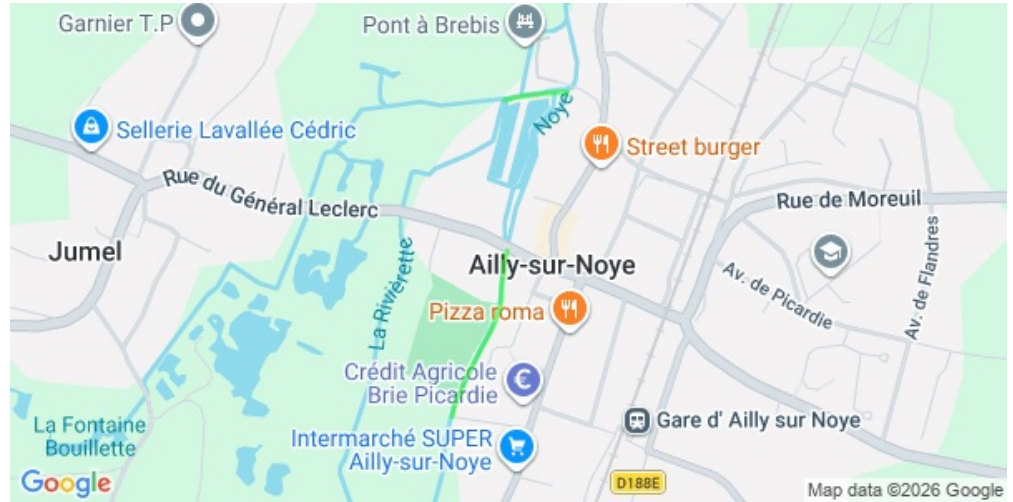 Garnier T.P
Pont à Brebis
Noye
Sellerie Lavallée Cédric
Street burger
Rue du Général Leclerc
Rue de Moreuil
Jumel
La Rivièrette
Ailly-sur-Noye
Av. de Picardie
Av. de Flandres
Pizza roma
Crédit Agricole
Brie Picardie
La Fontaine
Bouillette
Intermarché SUPER
Ailly-sur-Noye
Gare d' Ailly sur Noye
D188E
Google
Map data ©2026 Google